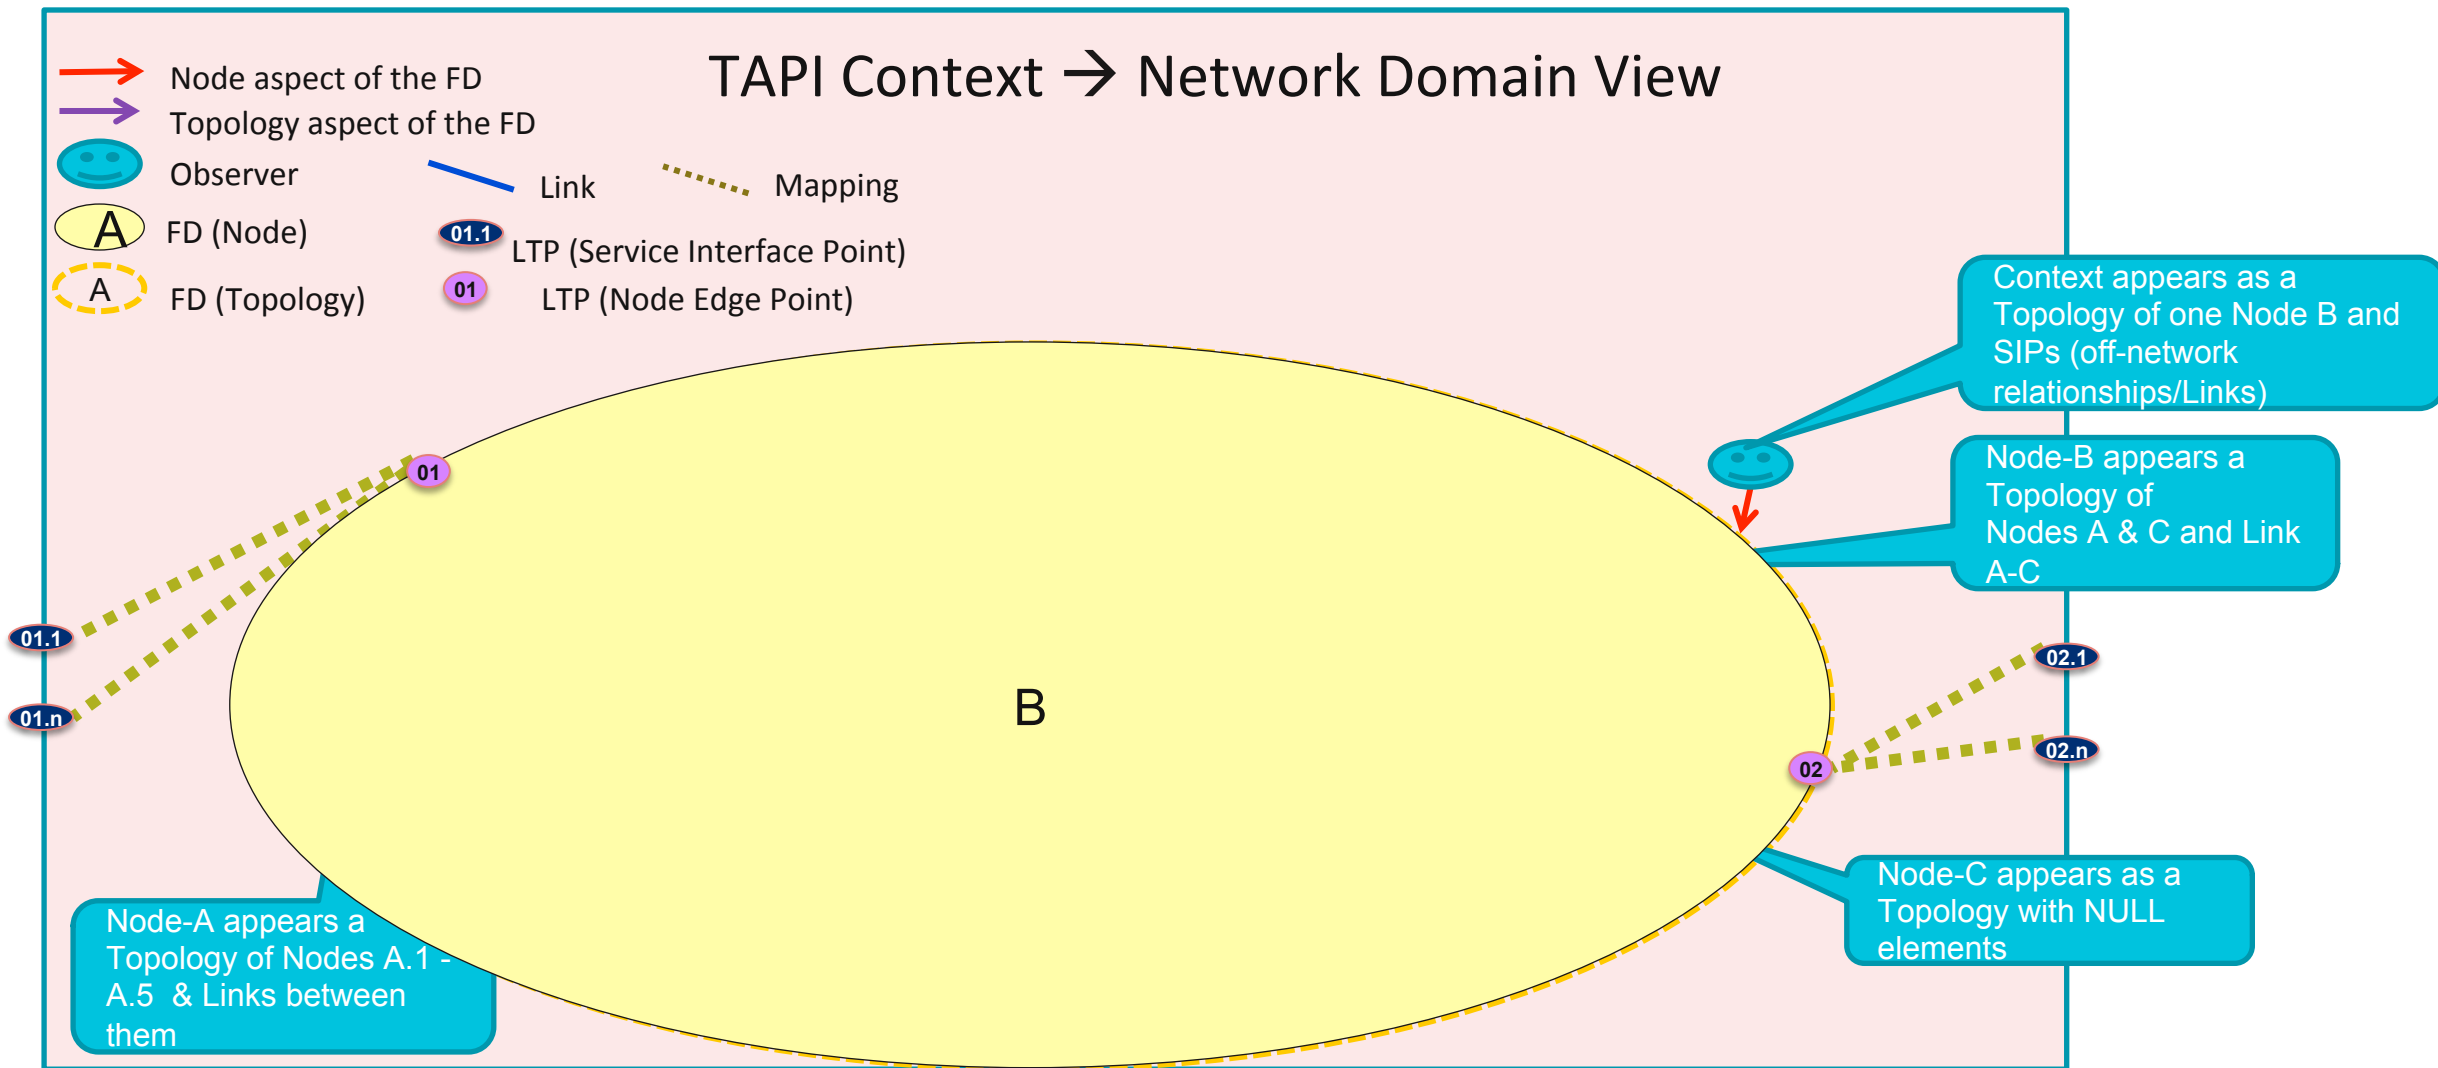 TAPI Context → Network Domain View
Node aspect of the FD
Topology aspect of the FD
Observer
Link
Mapping
A
FD (Node)
01.1
LTP (Service Interface Point)
A
FD (Topology)
01
LTP (Node Edge Point)
Context appears as a
Topology of one Node B and
SIPs (off-network
relationships/Links)
Node-B appears a
Topology of
Nodes A & C and Link
A-C
01
01.1
01.n
B
02.1
02.n
02
Node-C appears as a
Topology with NULL
elements
Node-A appears a
Topology of Nodes A.1 -
A.5 & Links between
them